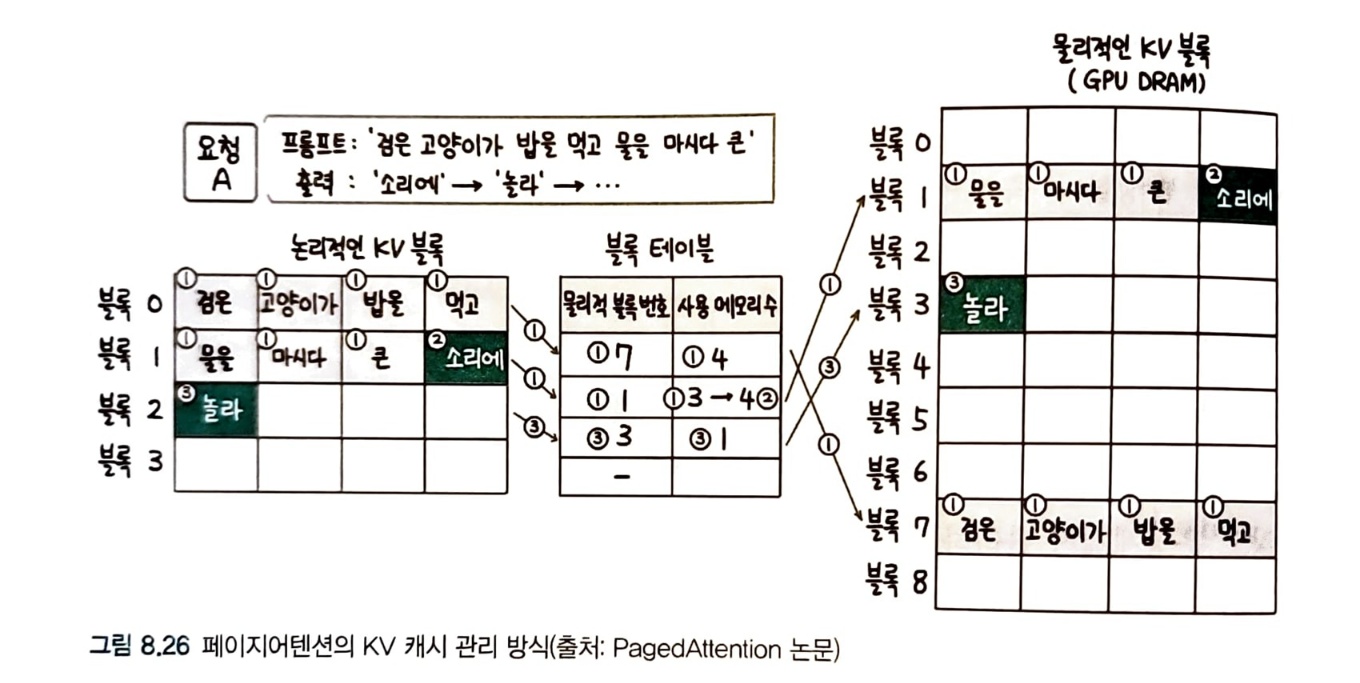 물리적인 KV 블록
( GPU DRAM)
요청
A
프롬프트: '검은 고양이가 밥을 먹고 물을 마시다 큰'
출력 : '소리에' → '놀라' → ···
논리적인 KV 블록
블록 0 ① 검은 ① 고양이가 ① 밥을 ① 먹고
블록 1 ① 물을 ① 마시다 ① 큰 ② 소리에
블록 2 ③ 놀라
블록 3
① ① ③
블록 테이블
물리적 블록번호 사용 메모리 수
① 7 ① 4
① 1 ① 3 → 4 ②
③ 3 ③ 1
-
① ③ ①
블록 0
블록 1 ① 물을 ① 마시다 ① 큰 ② 소리에
블록 2
블록 3 ③ 놀라
블록 4
블록 5
블록 6
블록 7 ① 검은 ① 고양이가 ① 밥을 ① 먹고
블록 8
그림 8.26 페이지어텐션의 KV 캐시 관리 방식(출처: PagedAttention 논문)